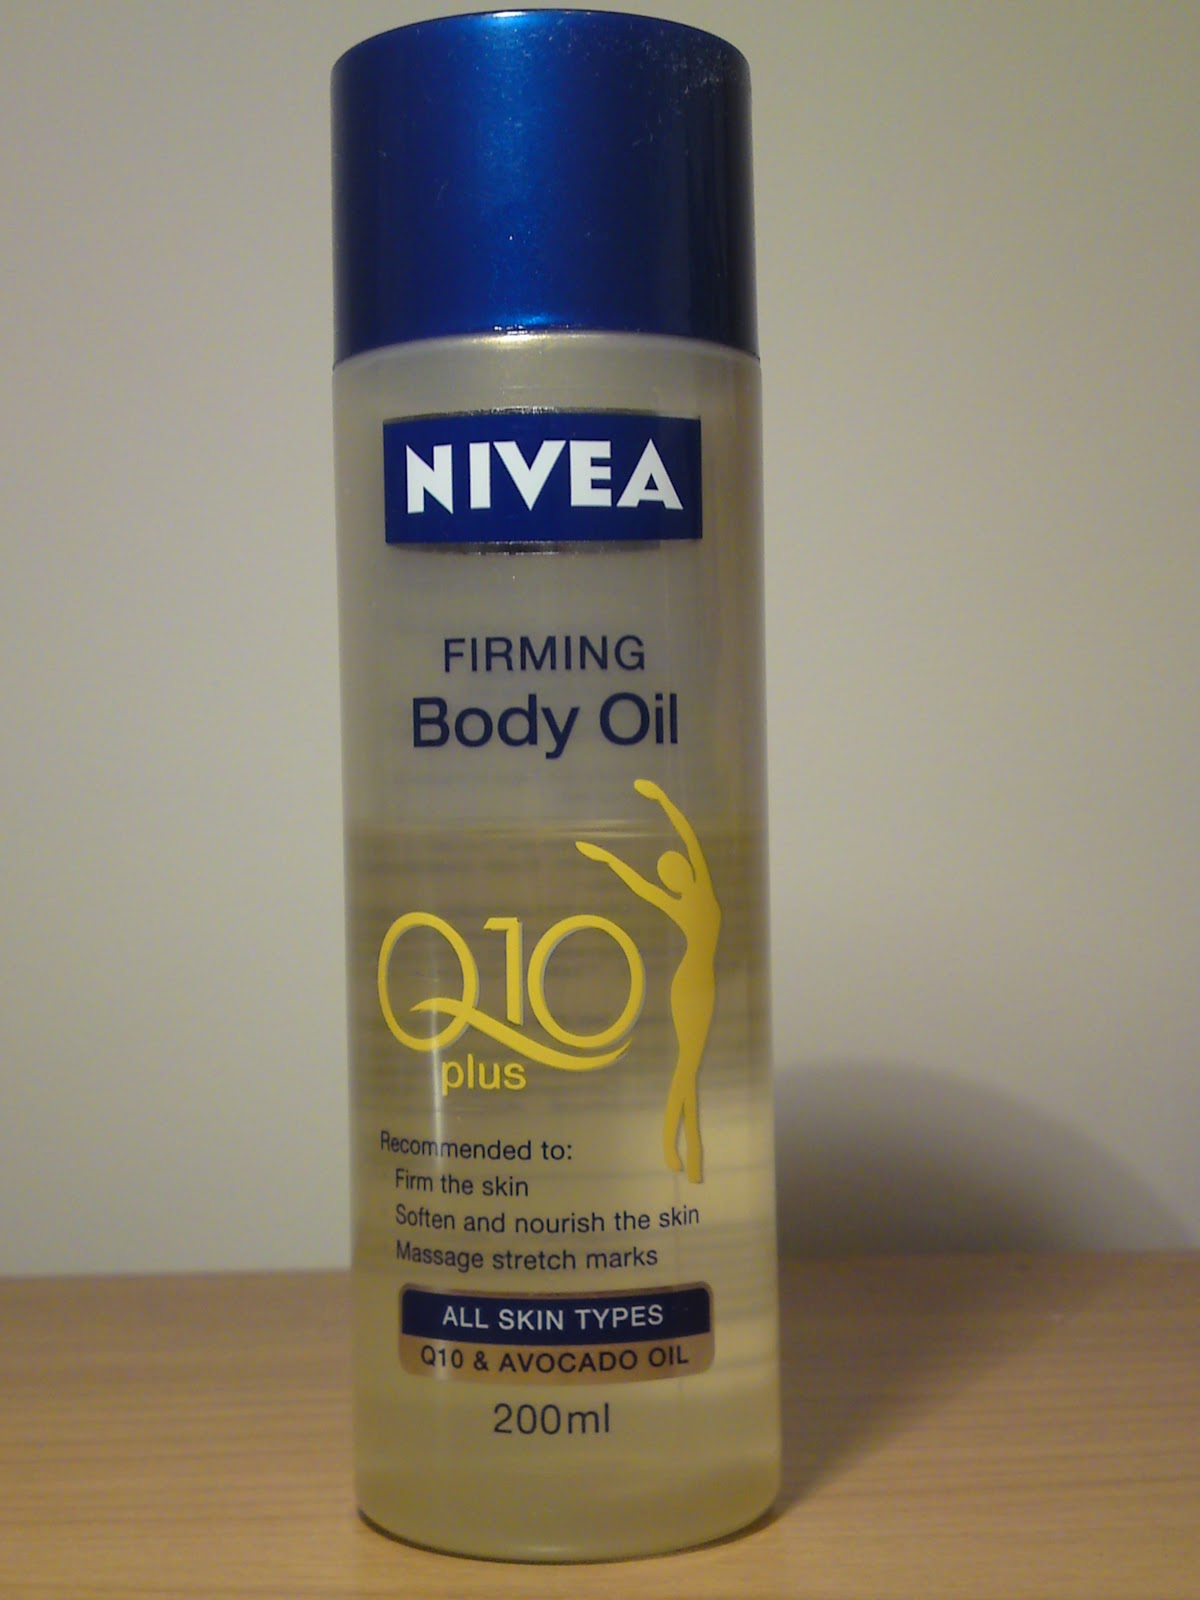 NIVEA
FIRMING
Body Oil
Q10
plus
Recommended to:
Firm the skin
Soften and nourish the skin
Massage stretch marks
ALL SKIN TYPES
Q10 & AVOCADO OIL
200ml